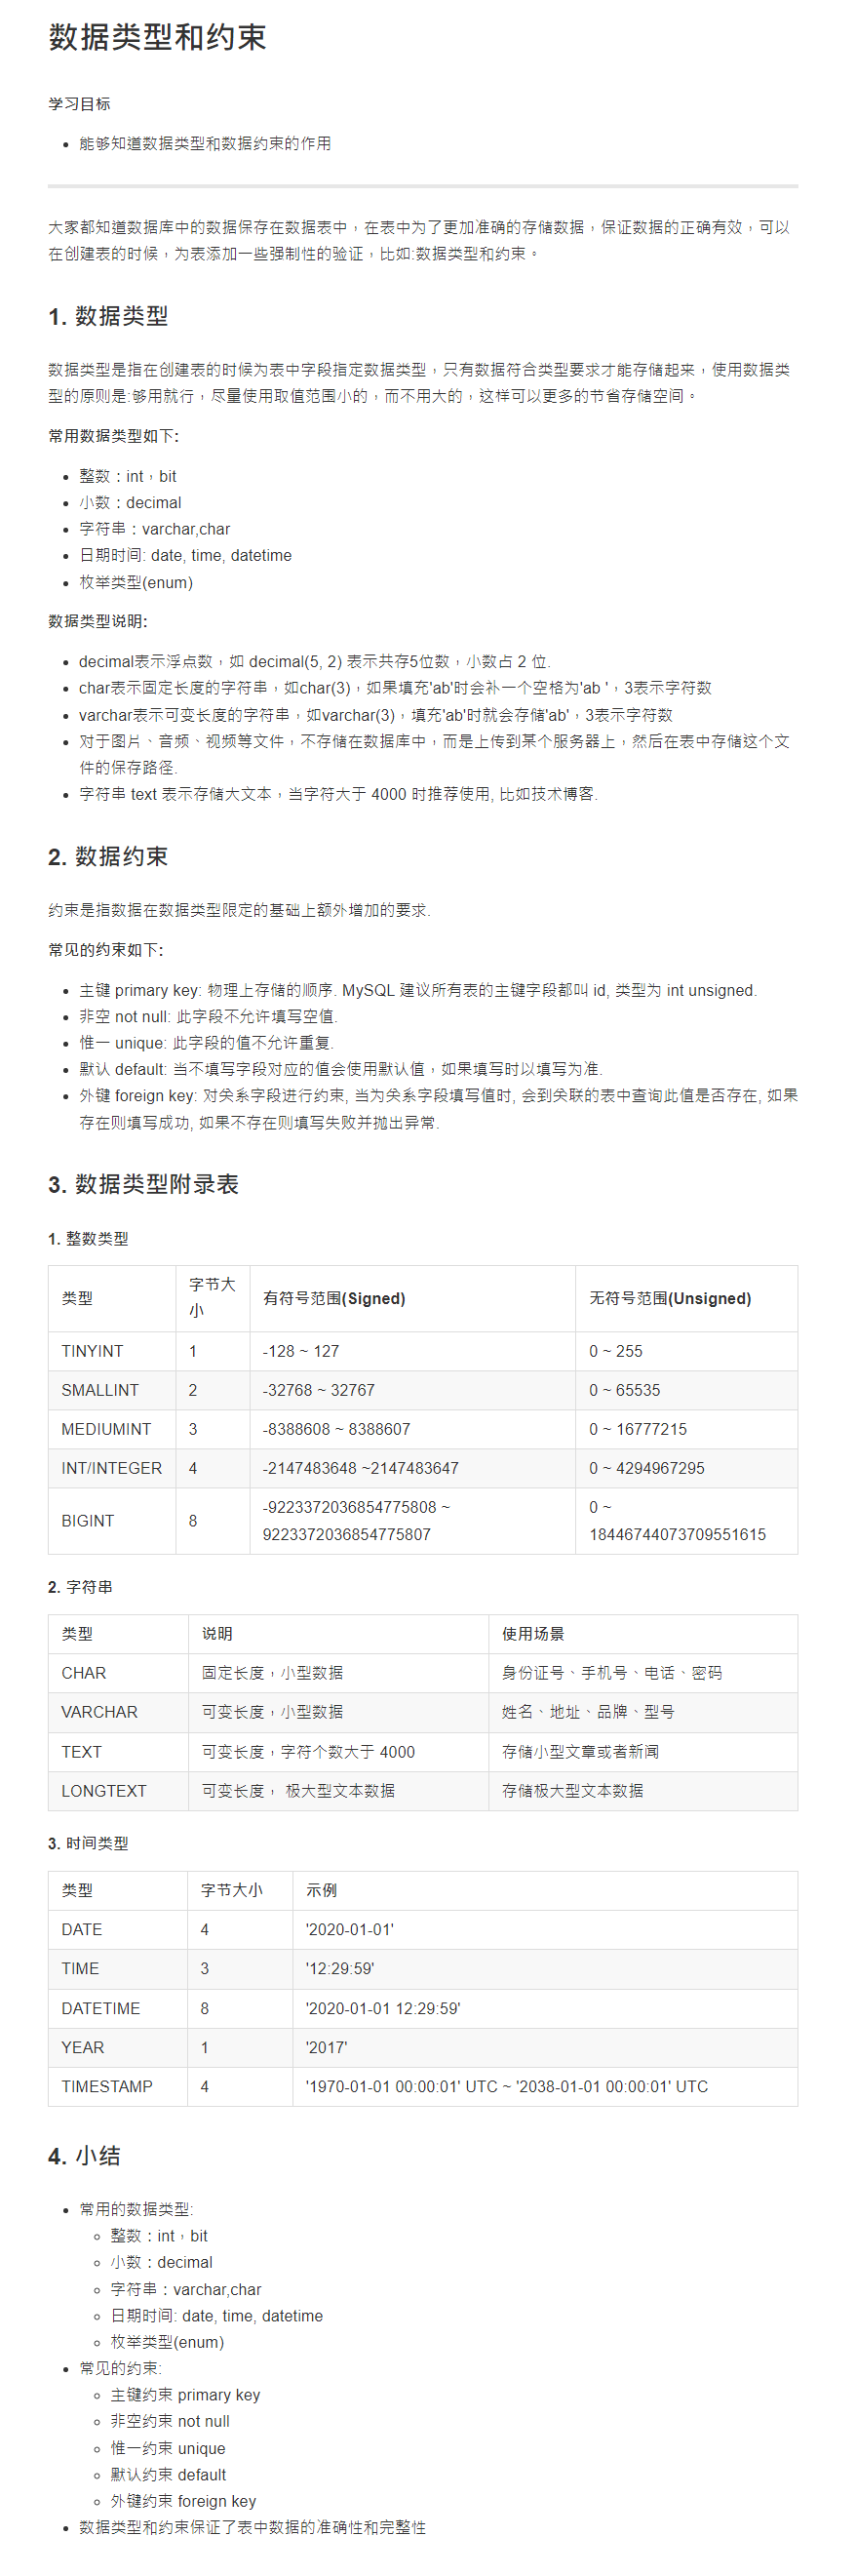 数据类型和约束
学习目标
• 能够知道数据类型和数据约束的作用
大家都知道数据库中的数据保存在数据表中，在表中为了更加准确的存储数据，保证数据的正确有效，可以
在创建表的时候，为表添加一些强制性的验证，比如:数据类型和约束。
1. 数据类型
数据类型是指在创建表的时候为表中字段指定数据类型，只有数据符合类型要求才能存储起来，使用数据类
型的原则是:够用就行，尽量使用取值范围小的，而不用大的，这样可以更多的节省存储空间。
常用数据类型如下:
• 整数：int，bit
• 小数：decimal
• 字符串：varchar,char
• 日期时间: date, time, datetime
• 枚举类型(enum)
数据类型说明:
• decimal表示浮点数，如 decimal(5, 2) 表示共存5位数，小数占 2 位.
• char表示固定长度的字符串，如char(3)，如果填充'ab'时会补一个空格为'ab '，3表示字符数
• varchar表示可变长度的字符串，如varchar(3)，填充'ab'时就会存储'ab'，3表示字符数
• 对于图片、音频、视频等文件，不存储在数据库中，而是上传到某个服务器上，然后在表中存储这个文
件的保存路径.
• 字符串 text 表示存储大文本，当字符大于 4000 时推荐使用, 比如技术博客.
2. 数据约束
约束是指数据在数据类型限定的基础上额外增加的要求.
常见的约束如下:
• 主键 primary key: 物理上存储的顺序. MySQL 建议所有表的主键字段都叫 id, 类型为 int unsigned.
• 非空 not null: 此字段不允许填写空值.
• 惟一 unique: 此字段的值不允许重复.
• 默认 default: 当不填写字段对应的值会使用默认值，如果填写时以填写为准.
• 外键 foreign key: 对关系字段进行约束, 当为关系字段填写值时, 会到关联的表中查询此值是否存在, 如果
存在则填写成功, 如果不存在则填写失败并抛出异常.
3. 数据类型附录表
1. 整数类型
类型 字节大小 有符号范围(Signed) 无符号范围(Unsigned)
TINYINT 1 -128 ~ 127 0 ~ 255
SMALLINT 2 -32768 ~ 32767 0 ~ 65535
MEDIUMINT 3 -8388608 ~ 8388607 0 ~ 16777215
INT/INTEGER 4 -2147483648 ~2147483647 0 ~ 4294967295
BIGINT 8 -9223372036854775808 ~ 9223372036854775807 0 ~ 18446744073709551615
2. 字符串
类型 说明 使用场景
CHAR 固定长度，小型数据 身份证号、手机号、电话、密码
VARCHAR 可变长度，小型数据 姓名、地址、品牌、型号
TEXT 可变长度，字符个数大于 4000 存储小型文章或者新闻
LONGTEXT 可变长度， 极大型文本数据 存储极大型文本数据
3. 时间类型
类型 字节大小 示例
DATE 4 '2020-01-01'
TIME 3 '12:29:59'
DATETIME 8 '2020-01-01 12:29:59'
YEAR 1 '2017'
TIMESTAMP 4 '1970-01-01 00:00:01' UTC ~ '2038-01-01 00:00:01' UTC
4. 小结
• 常用的数据类型:
◦ 整数：int，bit
◦ 小数：decimal
◦ 字符串：varchar,char
◦ 日期时间: date, time, datetime
◦ 枚举类型(enum)
• 常见的约束:
◦ 主键约束 primary key
◦ 非空约束 not null
◦ 惟一约束 unique
◦ 默认约束 default
◦ 外键约束 foreign key
• 数据类型和约束保证了表中数据的准确性和完整性